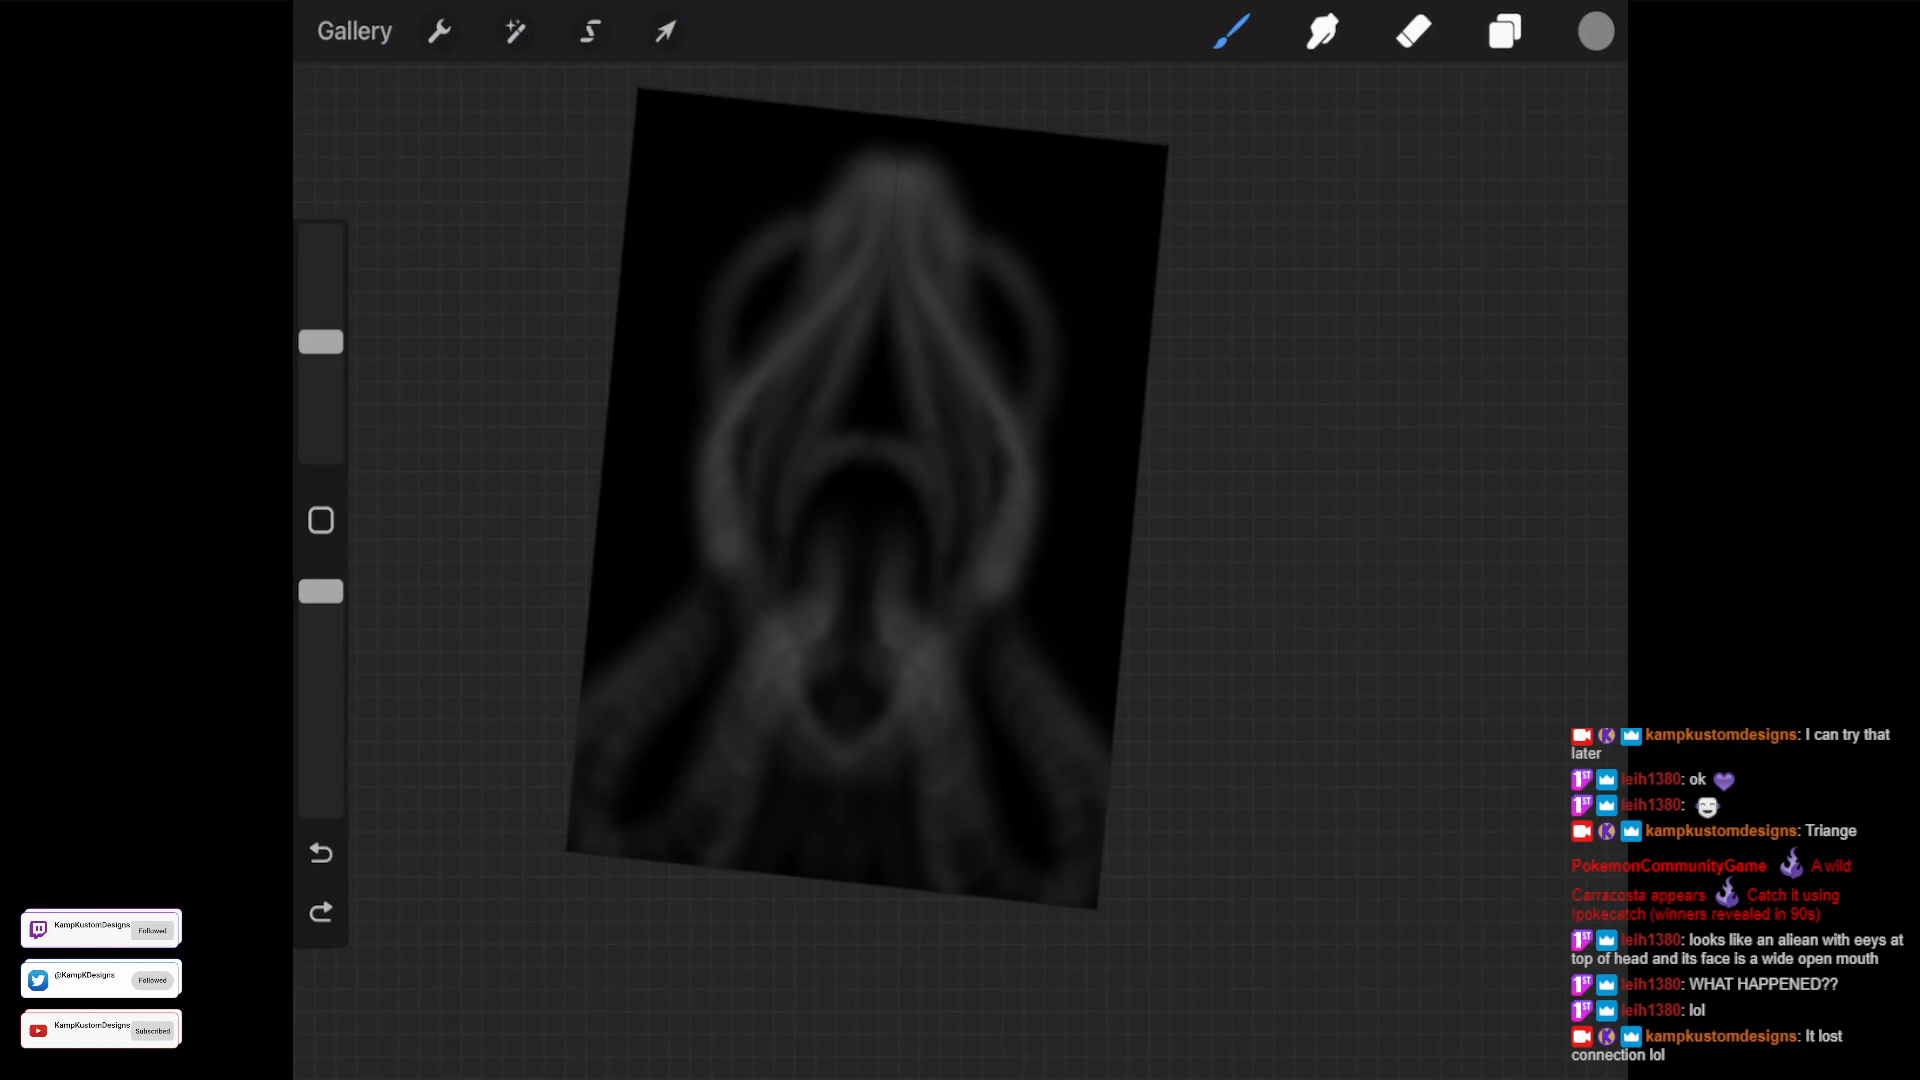 Gallery
kampkustomdesigns: I can try that
later
leih1380: ok
leih1380:
kampkustomdesigns: Triange
PokemonCommunityGame A wild
Carracosta appears Catch it using
!pokecatch (winners revealed in 90s)
leih1380: looks like an aliean with eeys at
top of head and its face is a wide open mouth
leih1380: WHAT HAPPENED??
leih1380: lol
kampkustomdesigns: It lost
connection lol
KampKustomDesigns Followed
@KampKDesigns Followed
KampKustomDesigns Subscribed